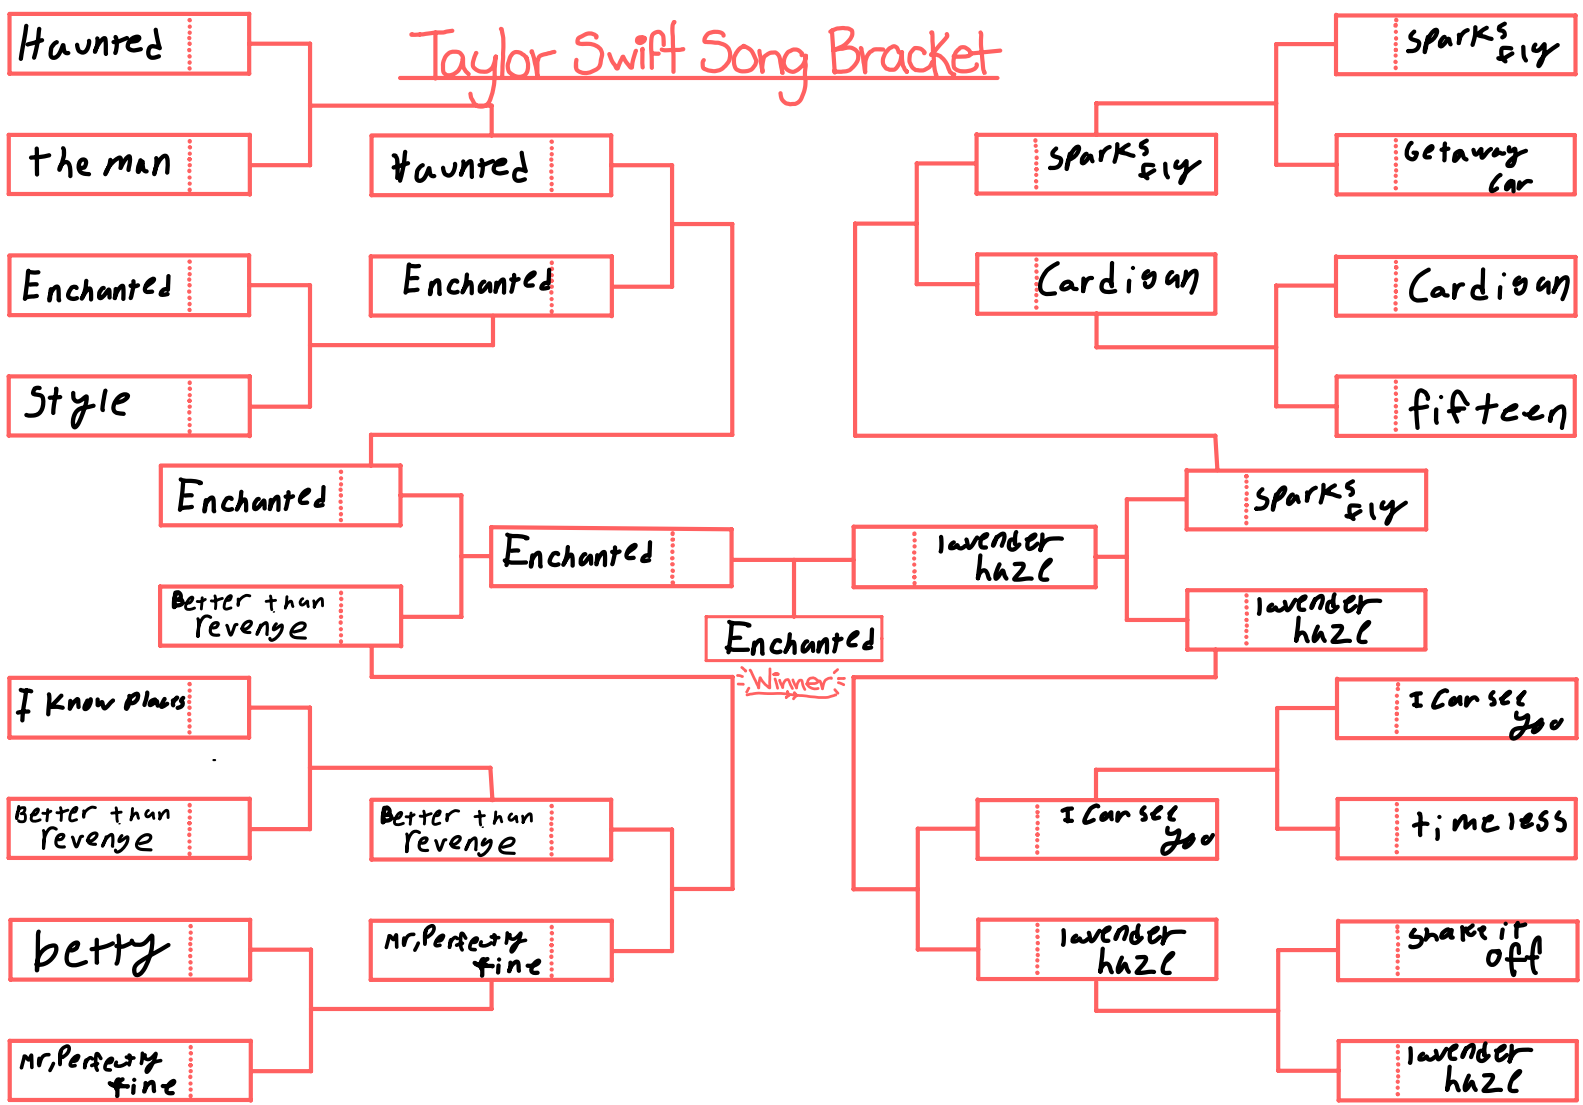 Taylor Swift Song Bracket
Haunted
the man
Enchanted
Style
Haunted
Enchanted
Enchanted
Better than
revenge
Enchanted
I Know Places
Better than
revenge
betty
Mr, Perfectly
fine
Better than
revenge
Mr, Perfectly
fine
Enchanted
Winner
lavender
haze
Sparks
fly
lavender
haze
Sparks
fly
Cardigan
Sparks
fly
Getaway
Car
Cardigan
fifteen
I Can see
you
lavender
haze
I Can see
you
timeless
Shake it
off
lavender
haze